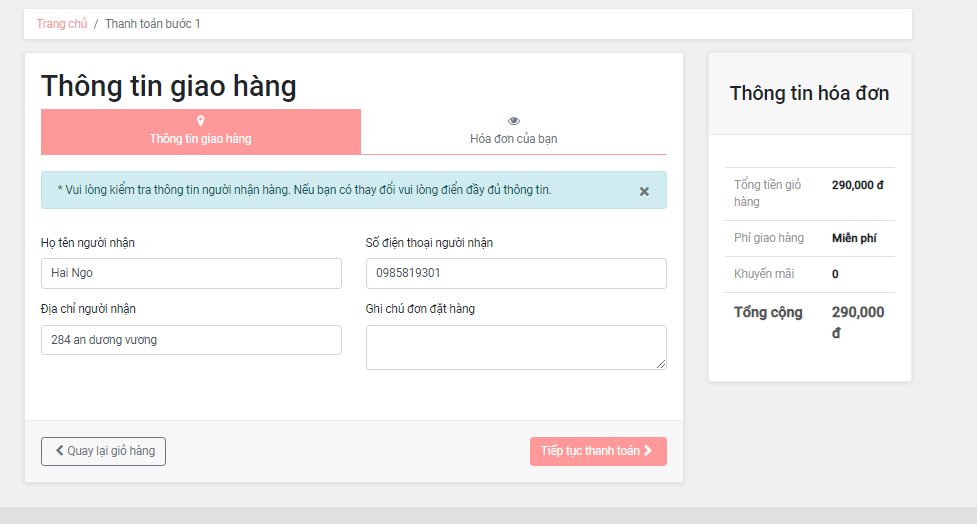 Trang chủ / Thanh toán bước 1
Thông tin giao hàng
Thông tin giao hàng
Hóa đơn của bạn
* Vui lòng kiểm tra thông tin người nhận hàng. Nếu bạn có thay đổi vui lòng điền đầy đủ thông tin.
×
Họ tên người nhận
Số điện thoại người nhận
Hai Ngo
0985819301
Địa chỉ người nhận
Ghi chú đơn đặt hàng
284 an dương vương
Quay lại giỏ hàng
Tiếp tục thanh toán
Thông tin hóa đơn
Tổng tiền giỏ
hàng
290,000 đ
Phí giao hàng
Miễn phí
Khuyến mãi
0
Tổng cộng
290,000
đ